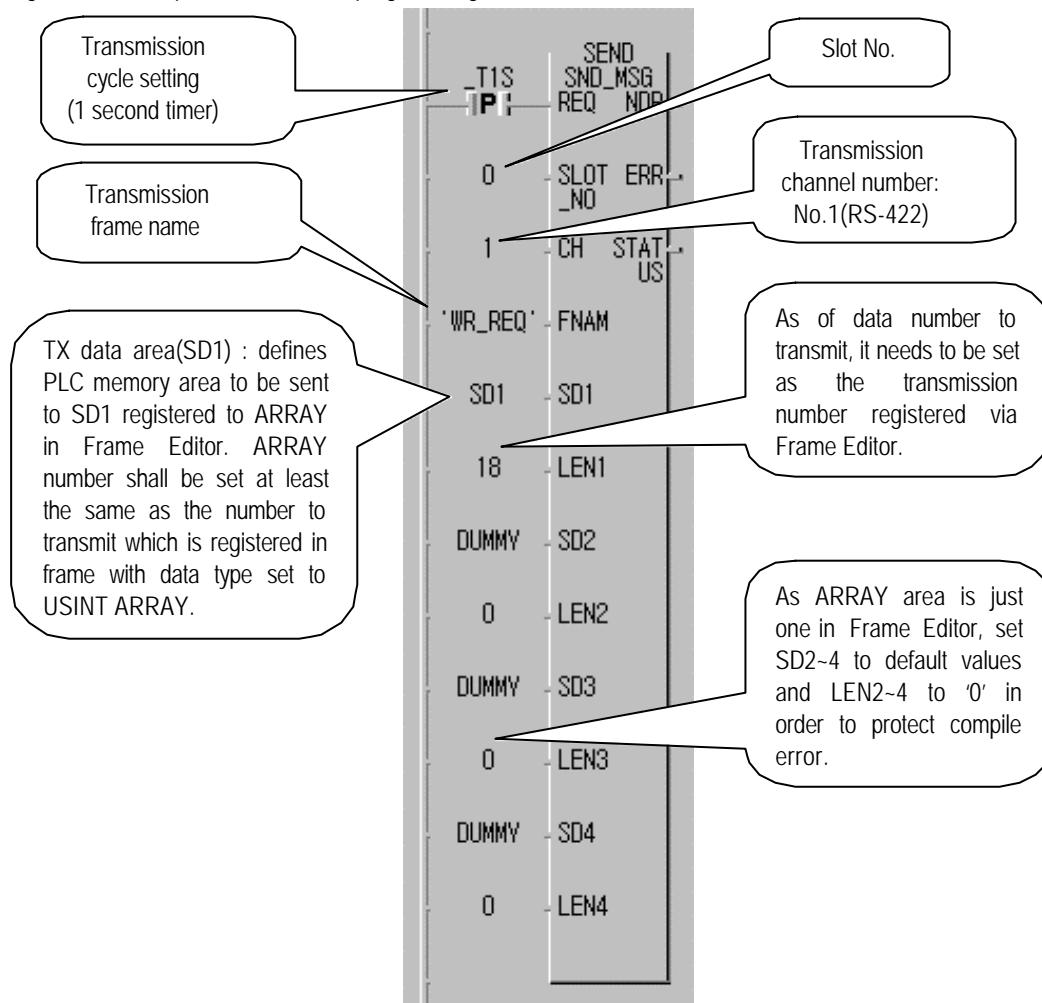 Transmission
cycle setting
(1 second timer)
Slot No.
SEND
_T1S
SND_MSG
P
REQ NDR
0
SLOT ERR
_NO
Transmission
channel number:
No.1(RS-422)
Transmission
frame name
1
CH STAT
US
'WR_REQ'
FNAM
TX data area(SD1) : defines
PLC memory area to be sent
to SD1 registered to ARRAY
in Frame Editor. ARRAY
number shall be set at least
the same as the number to
transmit which is registered in
frame with data type set to
USINT ARRAY.
SD1
SD1
As of data number to
transmit, it needs to be set
as the transmission
number registered via
Frame Editor.
18
LEN1
DUMMY
SD2
0
LEN2
As ARRAY area is just
one in Frame Editor, set
SD2~4 to default values
and LEN2~4 to ‘0’ in
order to protect compile
error.
DUMMY
SD3
0
LEN3
DUMMY
SD4
0
LEN4